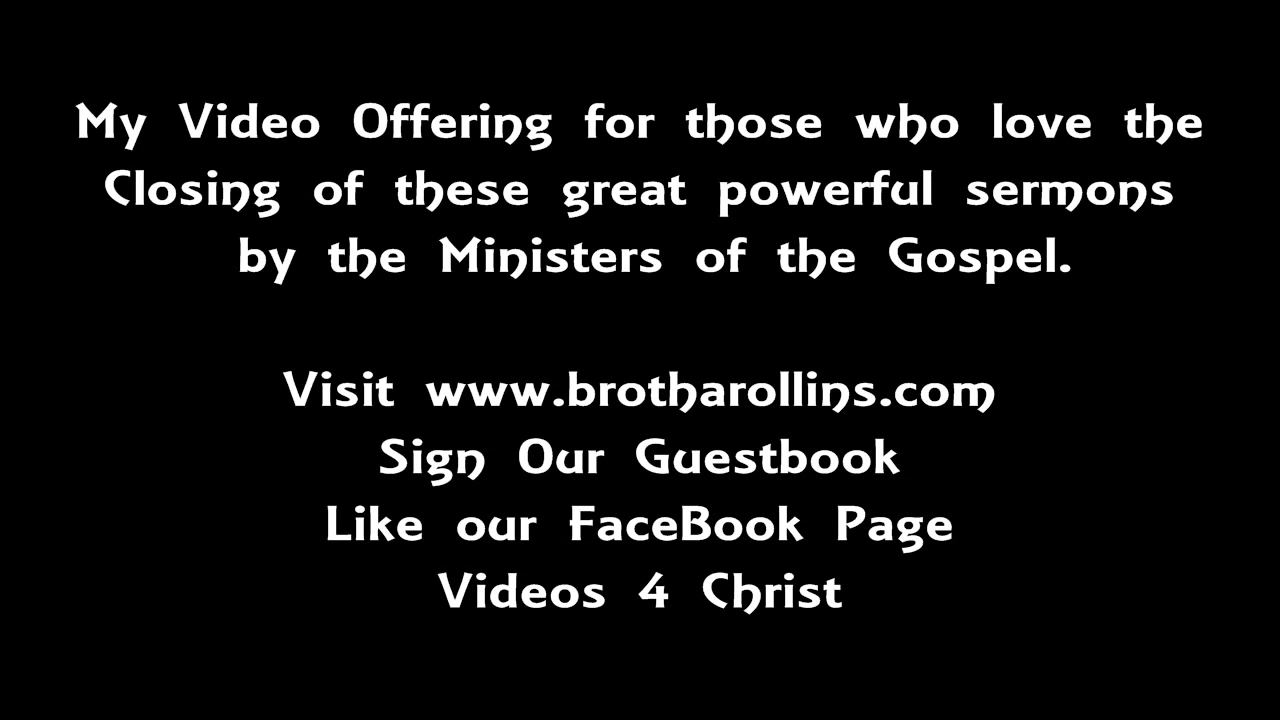 My Video Offering for those who love the
Closing of these great powerful sermons
by the Ministers of the Gospel.
Visit www.brotharollins.com
Sign Our Guestbook
Like our FaceBook Page
Videos 4 Christ